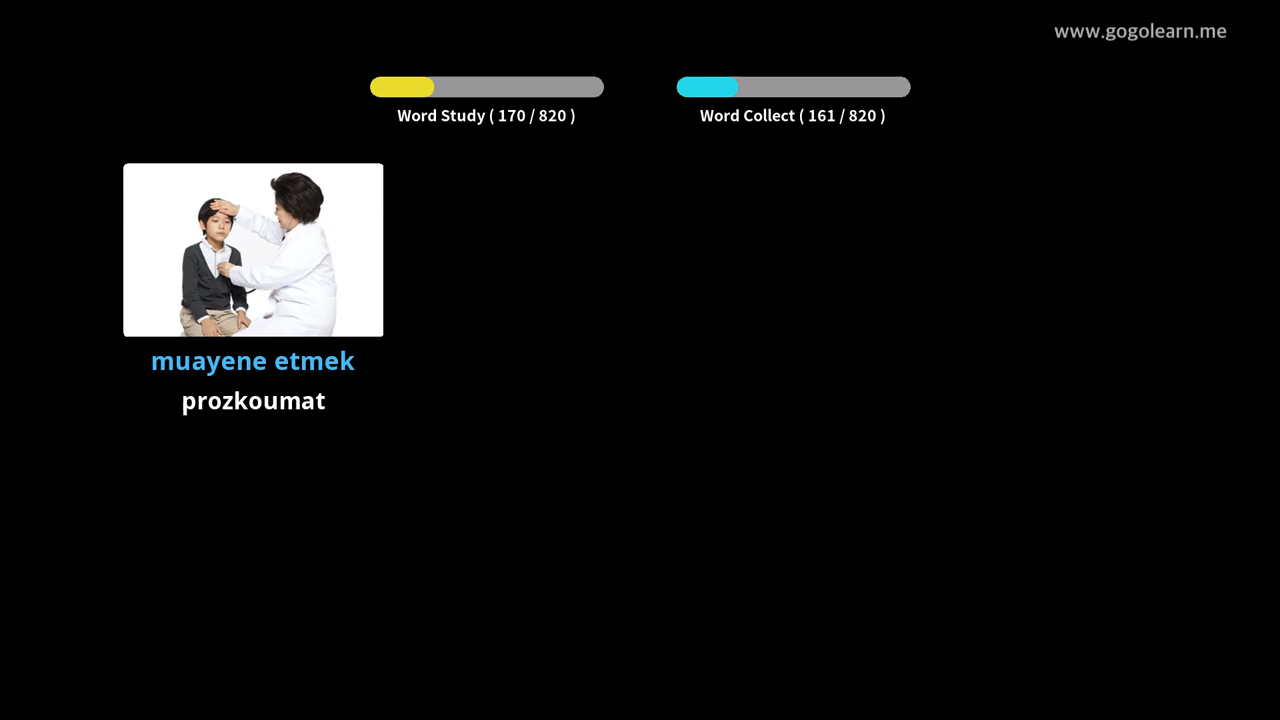 www.gogolearn.me
Word Study ( 170 / 820 )
Word Collect ( 161 / 820 )
muayene etmek
prozkoumat